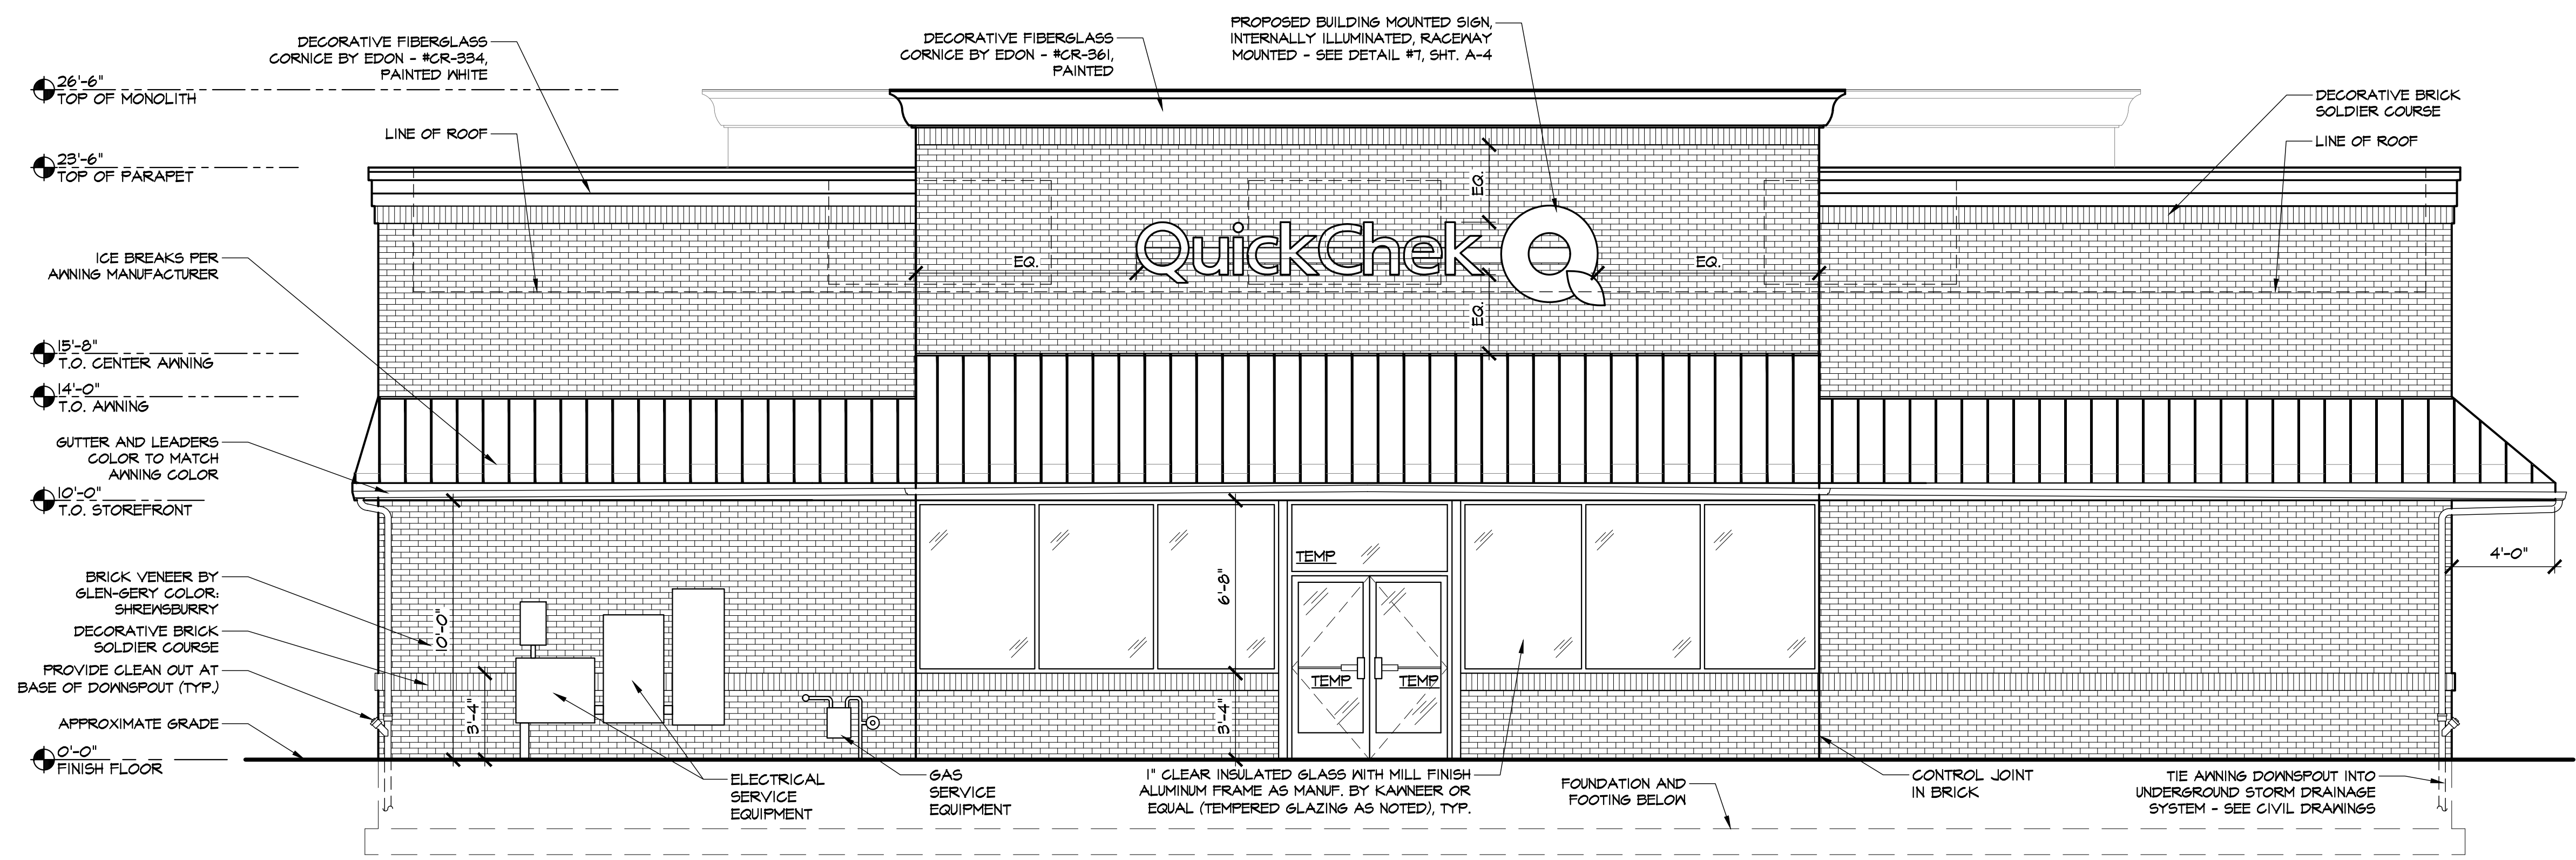 PROPOSED BUILDING MOUNTED SIGN,
INTERNALLY ILLUMINATED, RACEWAY
MOUNTED - SEE DETAIL #7, SHT. A-4
DECORATIVE FIBERGLASS
CORNICE BY EDON - #CR-334,
PAINTED WHITE
DECORATIVE FIBERGLASS
CORNICE BY EDON - #CR-361,
PAINTED
26'-6"
TOP OF MONOLITH
DECORATIVE BRICK
SOLDIER COURSE
LINE OF ROOF
LINE OF ROOF
23'-6"
TOP OF PARAPET
EQ.
QuickChek
EQ.
EQ.
EQ.
ICE BREAKS PER
AWNING MANUFACTURER
15'-8"
T.O. CENTER AWNING
14'-0"
T.O. AWNING
GUTTER AND LEADERS
COLOR TO MATCH
AWNING COLOR
10'-0"
T.O. STOREFRONT
TEMP
4'-0"
BRICK VENEER BY
GLEN-GERY COLOR:
SHREWSBURRY
10'-0"
6'-8"
DECORATIVE BRICK
SOLDIER COURSE
PROVIDE CLEAN OUT AT
BASE OF DOWNSPOUT (TYP.)
TEMP
TEMP
3'-4"
3'-4"
APPROXIMATE GRADE
0'-0"
FINISH FLOOR
ELECTRICAL
SERVICE
EQUIPMENT
GAS
SERVICE
EQUIPMENT
1" CLEAR INSULATED GLASS WITH MILL FINISH
ALUMINUM FRAME AS MANUF. BY KAWNEER OR
EQUAL (TEMPERED GLAZING AS NOTED), TYP.
FOUNDATION AND
FOOTING BELOW
CONTROL JOINT
IN BRICK
TIE AWNING DOWNSPOUT INTO
UNDERGROUND STORM DRAINAGE
SYSTEM - SEE CIVIL DRAWINGS